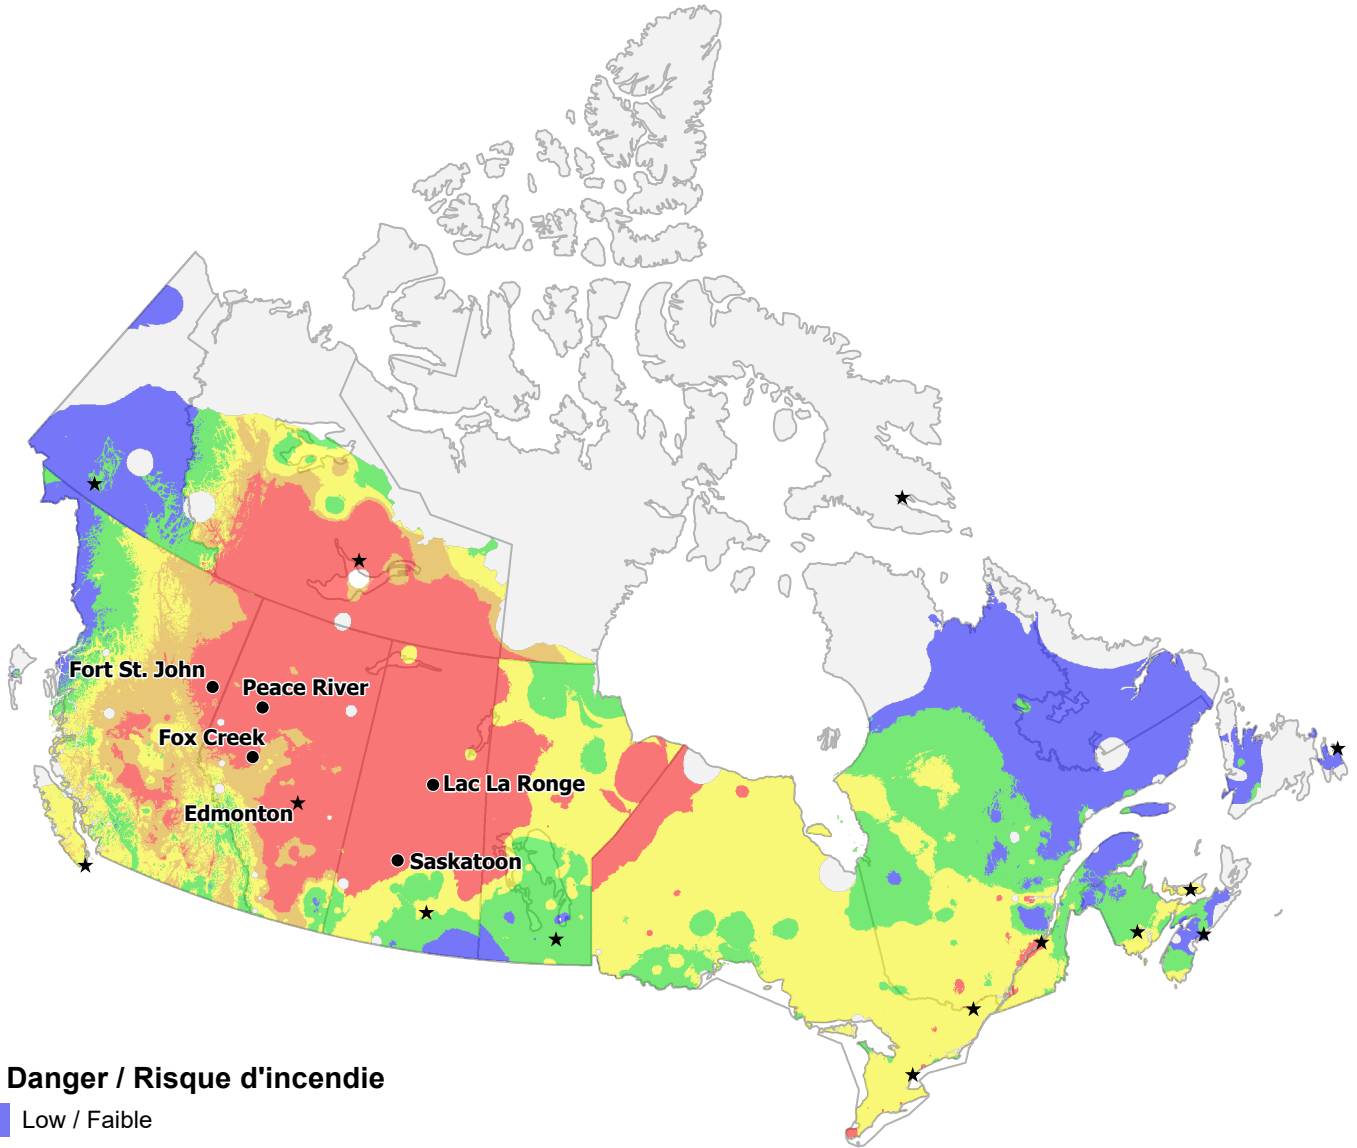 Fort St. John
Peace River
Fox Creek
Lac La Ronge
Edmonton
Saskatoon
Danger / Risque d'incendie
Low / Faible